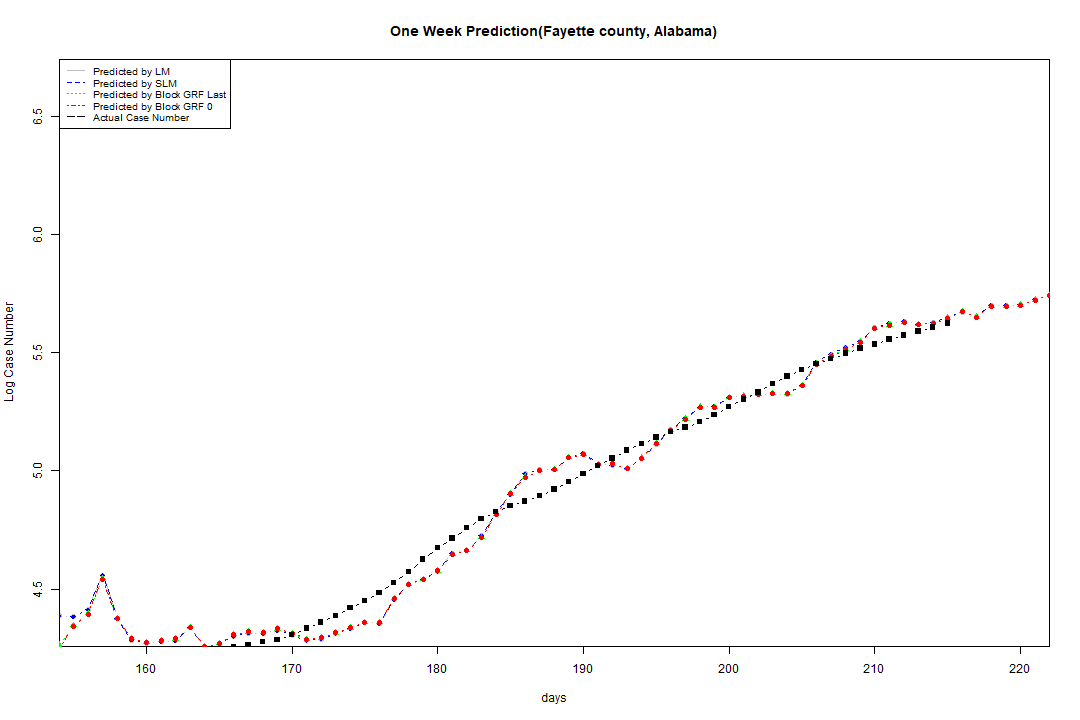 One Week Prediction(Fayette county, Alabama)
Predicted by LM
Predicted by SLM
Predicted by Block GRF Last
Predicted by Block GRF 0
Actual Case Number
6.5
6.0
5.5
5.0
4.5
Log Case Number
160 170 180 190 200 210 220
days